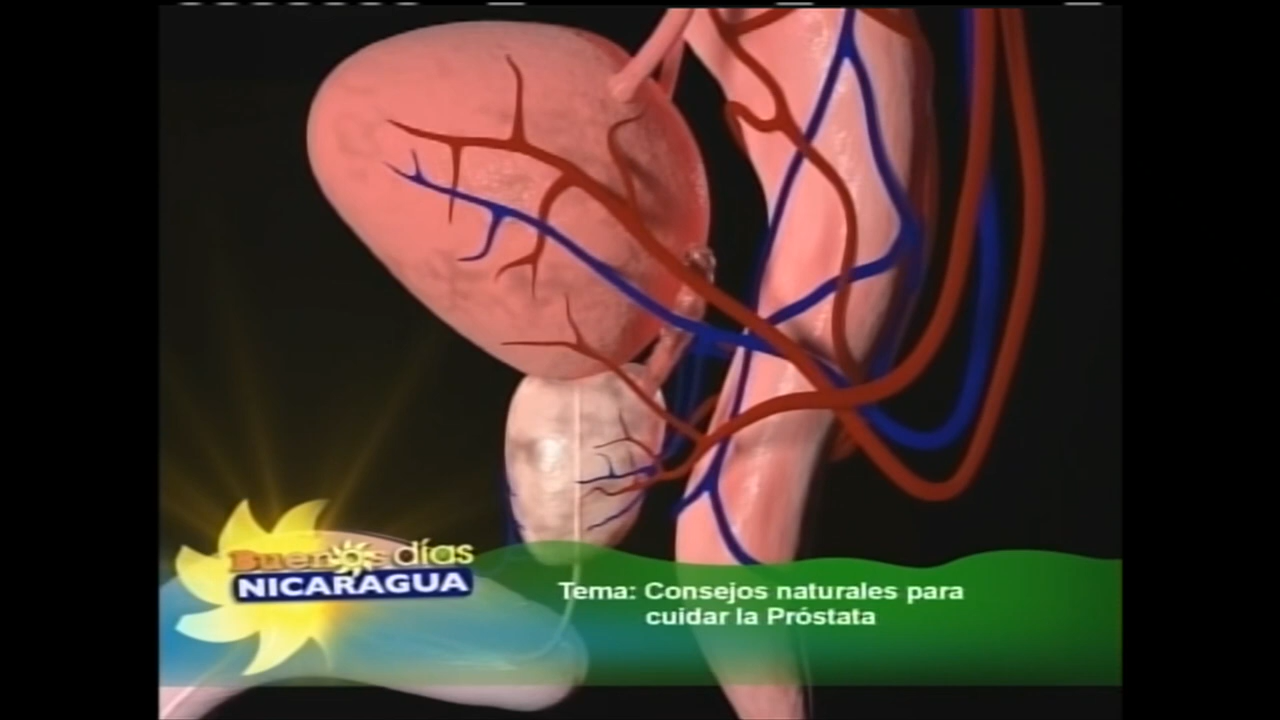 Buenos días
NICARAGUA
Tema: Consejos naturales para
cuidar la Próstata